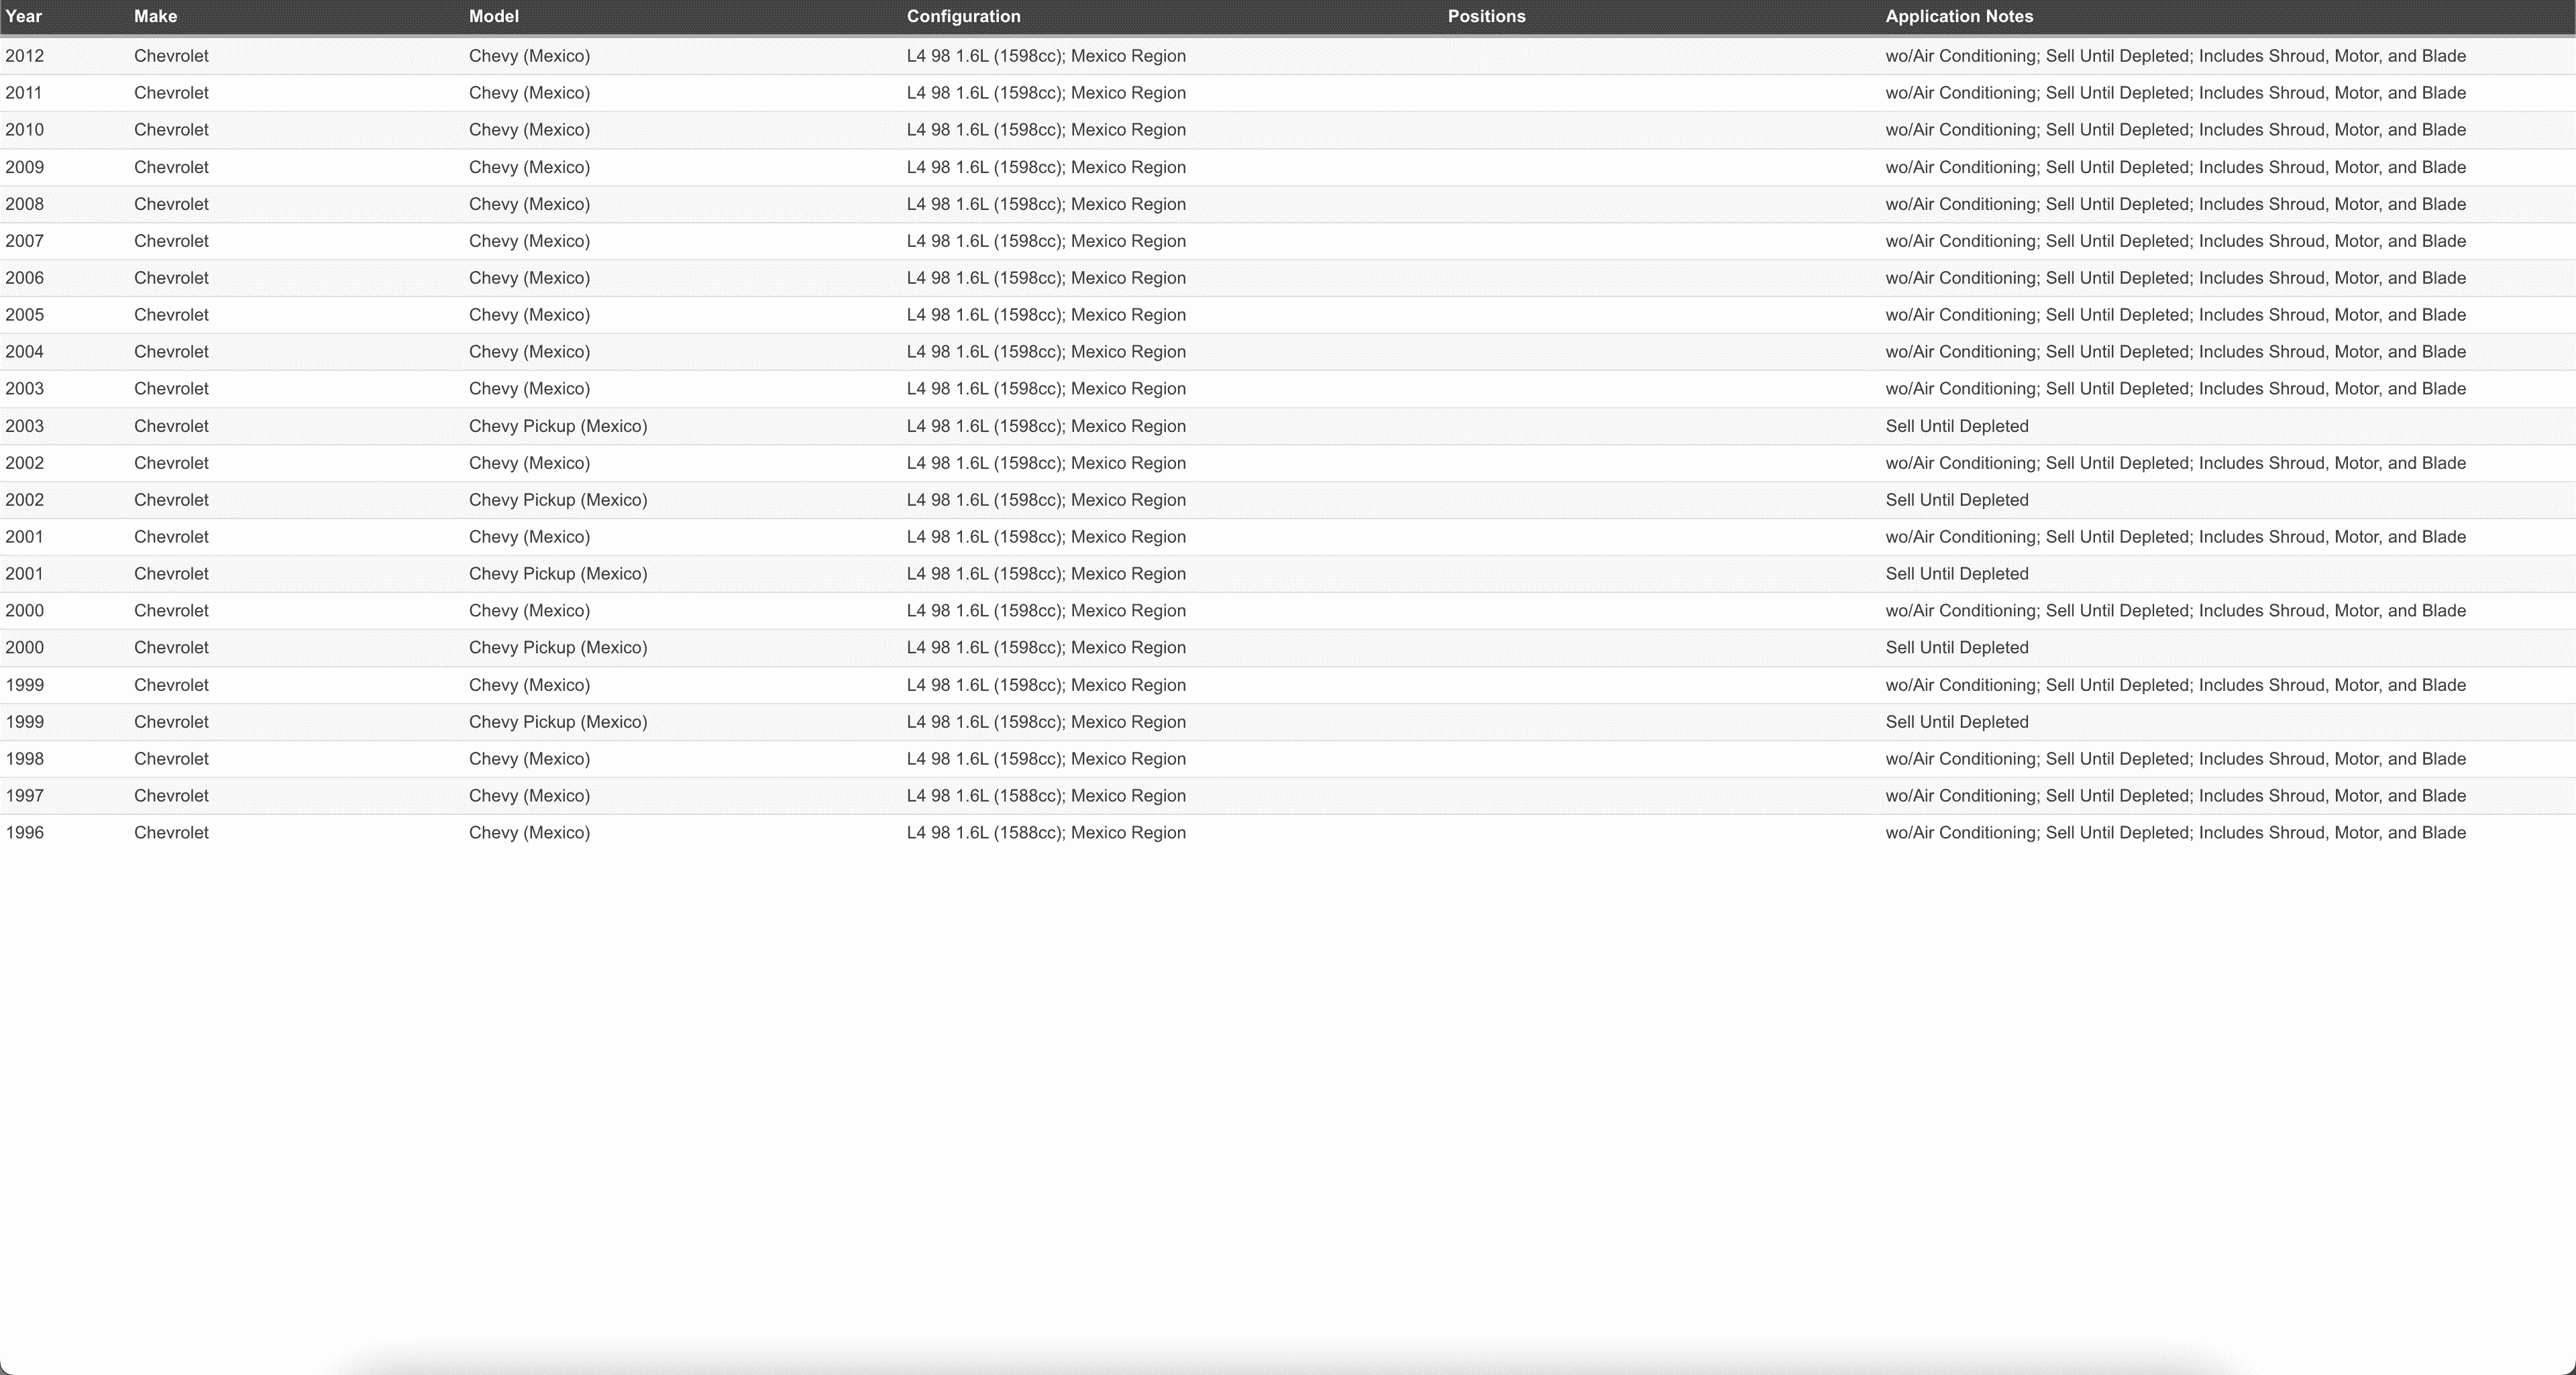 Year Make Model Configuration Positions Application Notes
2012 Chevrolet Chevy (Mexico) L4 98 1.6L (1598cc); Mexico Region wo/Air Conditioning; Sell Until Depleted; Includes Shroud, Motor, and Blade
2011 Chevrolet Chevy (Mexico) L4 98 1.6L (1598cc); Mexico Region wo/Air Conditioning; Sell Until Depleted; Includes Shroud, Motor, and Blade
2010 Chevrolet Chevy (Mexico) L4 98 1.6L (1598cc); Mexico Region wo/Air Conditioning; Sell Until Depleted; Includes Shroud, Motor, and Blade
2009 Chevrolet Chevy (Mexico) L4 98 1.6L (1598cc); Mexico Region wo/Air Conditioning; Sell Until Depleted; Includes Shroud, Motor, and Blade
2008 Chevrolet Chevy (Mexico) L4 98 1.6L (1598cc); Mexico Region wo/Air Conditioning; Sell Until Depleted; Includes Shroud, Motor, and Blade
2007 Chevrolet Chevy (Mexico) L4 98 1.6L (1598cc); Mexico Region wo/Air Conditioning; Sell Until Depleted; Includes Shroud, Motor, and Blade
2006 Chevrolet Chevy (Mexico) L4 98 1.6L (1598cc); Mexico Region wo/Air Conditioning; Sell Until Depleted; Includes Shroud, Motor, and Blade
2005 Chevrolet Chevy (Mexico) L4 98 1.6L (1598cc); Mexico Region wo/Air Conditioning; Sell Until Depleted; Includes Shroud, Motor, and Blade
2004 Chevrolet Chevy (Mexico) L4 98 1.6L (1598cc); Mexico Region wo/Air Conditioning; Sell Until Depleted; Includes Shroud, Motor, and Blade
2003 Chevrolet Chevy (Mexico) L4 98 1.6L (1598cc); Mexico Region wo/Air Conditioning; Sell Until Depleted; Includes Shroud, Motor, and Blade
2003 Chevrolet Chevy Pickup (Mexico) L4 98 1.6L (1598cc); Mexico Region Sell Until Depleted
2002 Chevrolet Chevy (Mexico) L4 98 1.6L (1598cc); Mexico Region wo/Air Conditioning; Sell Until Depleted; Includes Shroud, Motor, and Blade
2002 Chevrolet Chevy Pickup (Mexico) L4 98 1.6L (1598cc); Mexico Region Sell Until Depleted
2001 Chevrolet Chevy (Mexico) L4 98 1.6L (1598cc); Mexico Region wo/Air Conditioning; Sell Until Depleted; Includes Shroud, Motor, and Blade
2001 Chevrolet Chevy Pickup (Mexico) L4 98 1.6L (1598cc); Mexico Region Sell Until Depleted
2000 Chevrolet Chevy (Mexico) L4 98 1.6L (1598cc); Mexico Region wo/Air Conditioning; Sell Until Depleted; Includes Shroud, Motor, and Blade
2000 Chevrolet Chevy Pickup (Mexico) L4 98 1.6L (1598cc); Mexico Region Sell Until Depleted
1999 Chevrolet Chevy (Mexico) L4 98 1.6L (1598cc); Mexico Region wo/Air Conditioning; Sell Until Depleted; Includes Shroud, Motor, and Blade
1999 Chevrolet Chevy Pickup (Mexico) L4 98 1.6L (1598cc); Mexico Region Sell Until Depleted
1998 Chevrolet Chevy (Mexico) L4 98 1.6L (1598cc); Mexico Region wo/Air Conditioning; Sell Until Depleted; Includes Shroud, Motor, and Blade
1997 Chevrolet Chevy (Mexico) L4 98 1.6L (1588cc); Mexico Region wo/Air Conditioning; Sell Until Depleted; Includes Shroud, Motor, and Blade
1996 Chevrolet Chevy (Mexico) L4 98 1.6L (1588cc); Mexico Region wo/Air Conditioning; Sell Until Depleted; Includes Shroud, Motor, and Blade